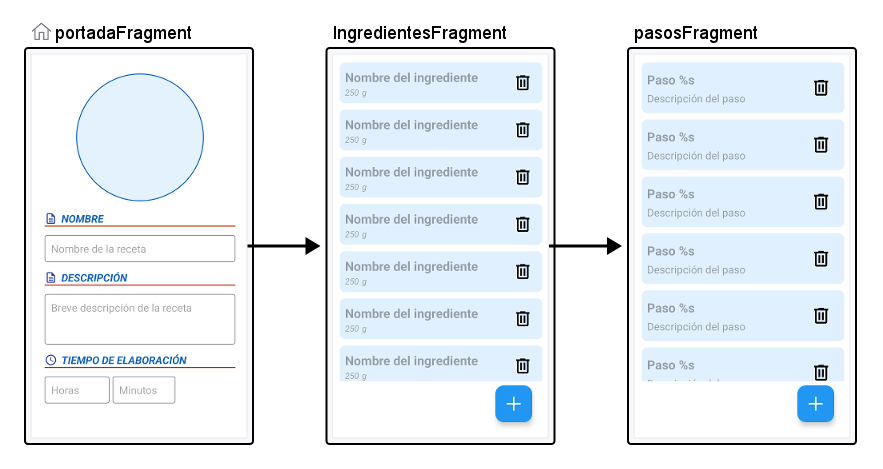 portadaFragment
NOMBRE
Nombre de la receta
DESCRIPCIÓN
Breve descripción de la receta
TIEMPO DE ELABORACIÓN
Horas Minutos
IngredientesFragment
Nombre del ingrediente
250 g
Nombre del ingrediente
250 g
Nombre del ingrediente
250 g
Nombre del ingrediente
250 g
Nombre del ingrediente
250 g
Nombre del ingrediente
250 g
Nombre del ingrediente
250 g
pasosFragment
Paso %s
Descripción del paso
Paso %s
Descripción del paso
Paso %s
Descripción del paso
Paso %s
Descripción del paso
Paso %s
Descripción del paso
Paso %s